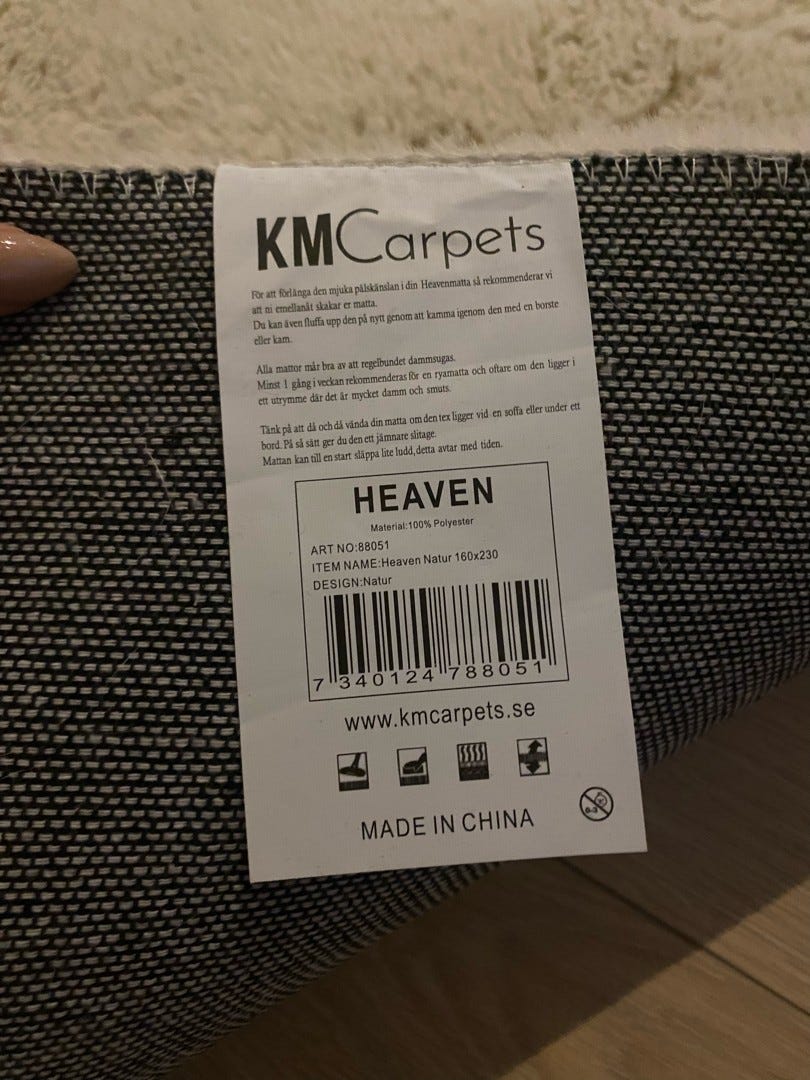 KMCarpets
För att förlänga den mjuka pälskänslan i din Heavenmatta så rekommenderar vi
att ni emellanåt skakar er matta.
Du kan även fluffa upp den på nytt genom att kamma igenom den med en borste
eller kam.
Alla mattor mår bra av att regelbundet dammsugas.
Minst 1 gång i veckan rekommenderas för en ryamatta och oftare om den ligger i
ett utrymme där det är mycket damm och smuts.
Tänk på att då och då vända din matta om den tex ligger vid en soffa eller under ett
bord. På så sätt ger du den ett jämnare slitage.
Mattan kan till en start släppa lite ludd,detta avtar med tiden.
HEAVEN
Material:100% Polyester
ART NO:88051
ITEM NAME:Heaven Natur 160x230
DESIGN:Natur
7 340124 788051
www.kmcarpets.se
0-3
MADE IN CHINA